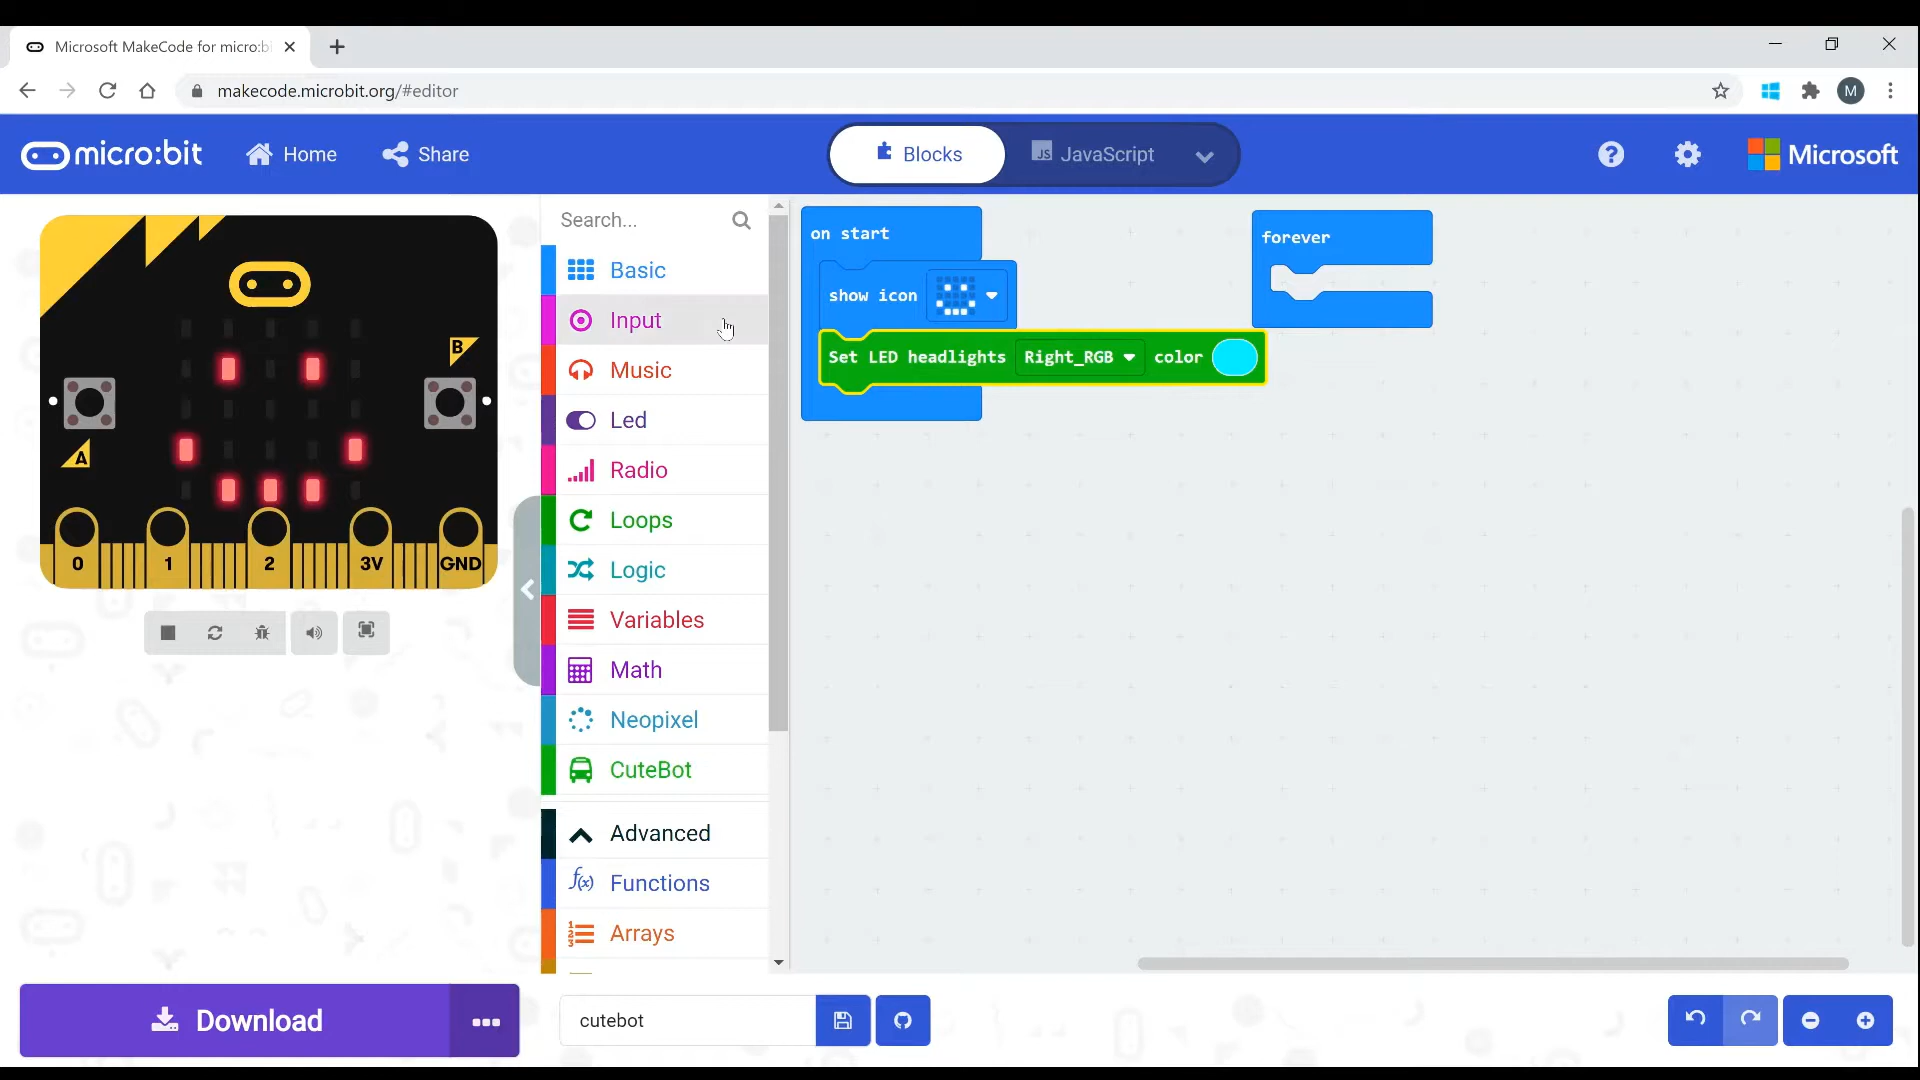 Microsoft MakeCode for micro:bi
makecode.microbit.org/#editor
M
micro:bit
Home
Share
Blocks
JS
JavaScript
?
Microsoft
B
A
0
1
2
3V
GND
Search...
Basic
Input
Music
Led
Radio
Loops
Logic
Variables
Math
Neopixel
CuteBot
Advanced
f(x) Functions
Arrays
on start
show icon
Set LED headlights Right_RGB color
forever
Download
cutebot